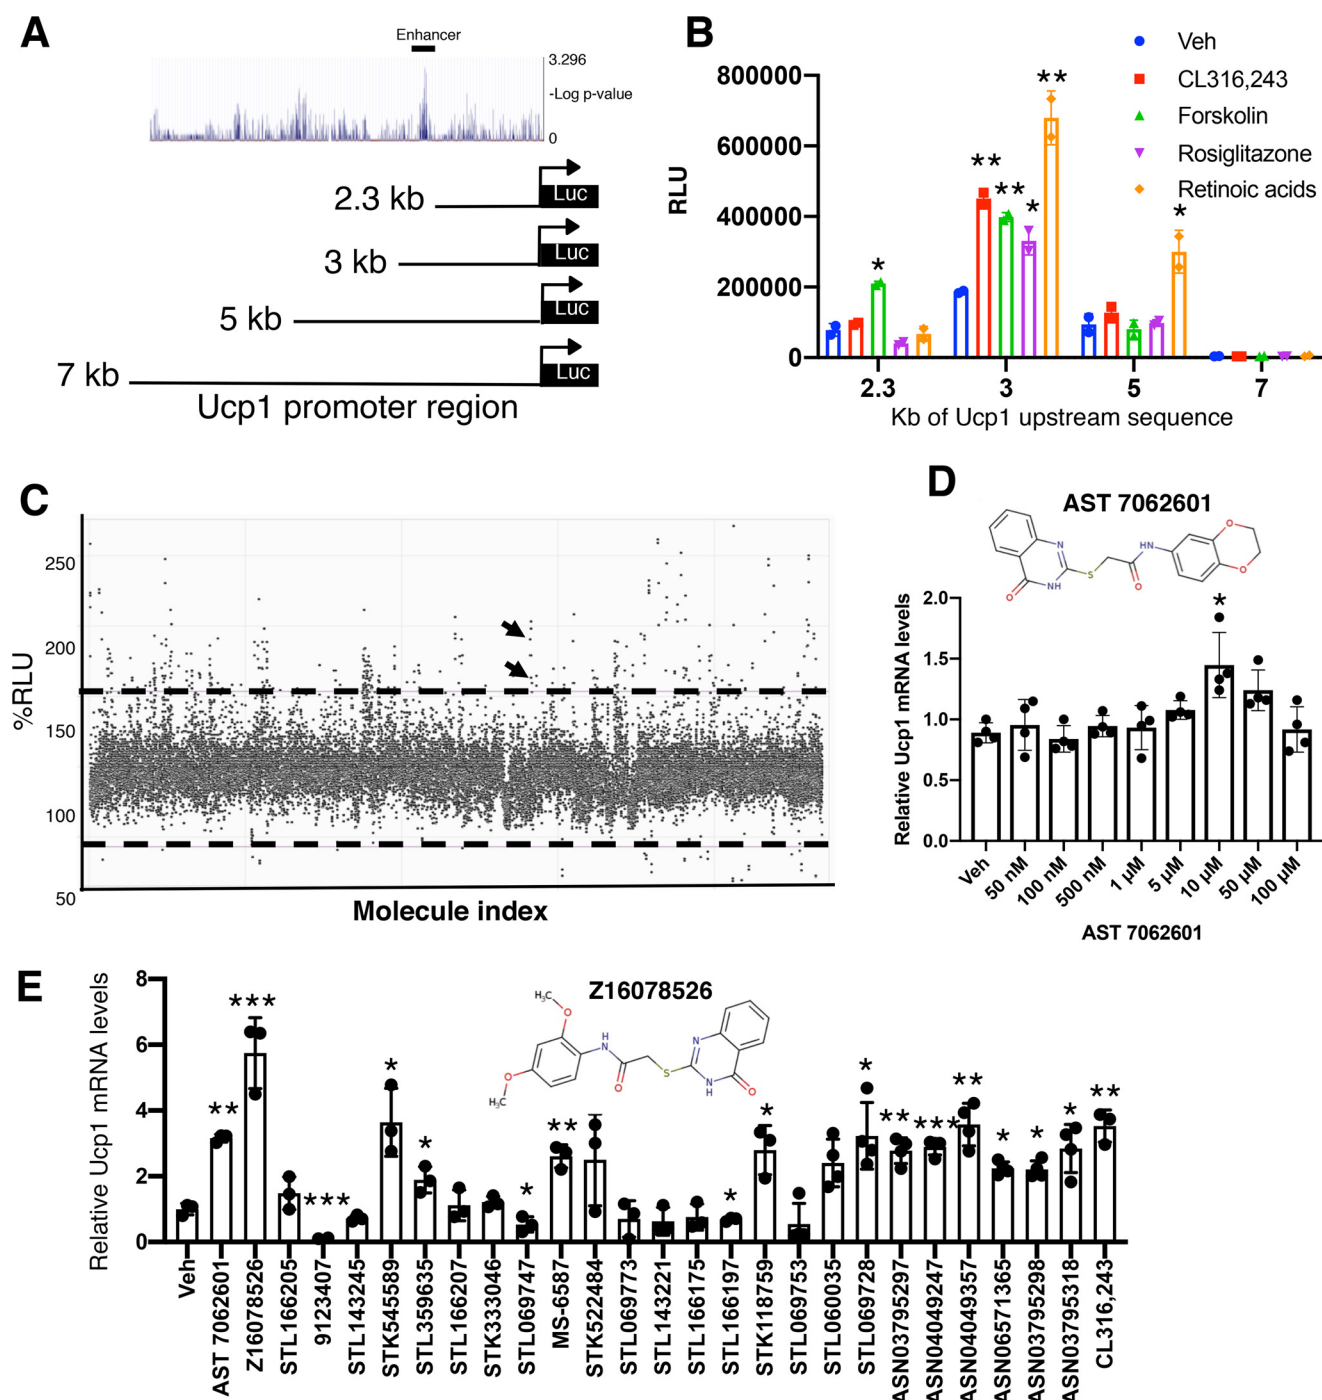 A
Enhancer
3.296
-Log p-value
0
2.3 kb
Luc
3 kb
Luc
5 kb
Luc
7 kb
Luc
Ucp1 promoter region
B
Veh
CL316,243
Forskolin
Rosiglitazone
Retinoic acids
RLU
800000
600000
400000
200000
0
**
**
**
*
*
*
2.3
3
5
7
Kb of Ucp1 upstream sequence
C
%RLU
250
200
150
100
50
Molecule index
D
AST 7062601
N
NH
O
S
O
HN
O
O
Relative Ucp1 mRNA levels
2.0
1.5
1.0
0.5
0.0
*
Veh
50 nM
100 nM
500 nM
1 µM
5 µM
10 µM
50 µM
100 µM
AST 7062601
E
Relative Ucp1 mRNA levels
8
6
4
2
0
Z16078526
H₃C
O
O
H₃C
H
N
O
S
N
N
H
O
**
***
***
*
*
*
**
*
*
*
**
***
**
*
*
*
**
Veh
AST 7062601
Z16078526
STL166205
9123407
STL143245
STK545589
STL359635
STL166207
STK333046
STL069747
MS-6587
STK522484
STL069773
STL143221
STL166175
STL166197
STK118759
STL069753
STL060035
STL069728
ASN03795297
ASN04049247
ASN04049357
ASN06571365
ASN03795298
ASN03795318
CL316,243